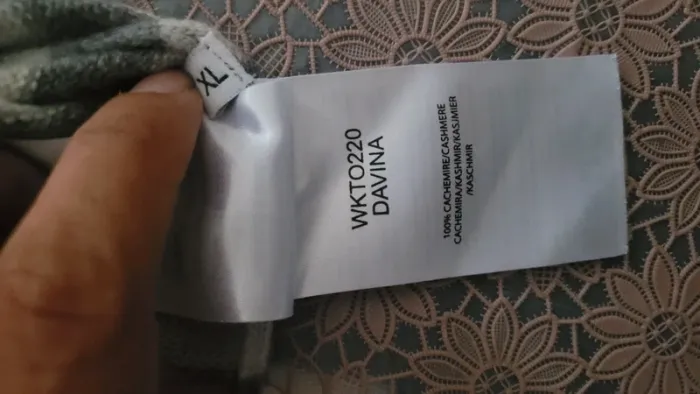 XL
WKTO220
DAVINA
100% CACHEMIRE/CASHMERE
CACHEMIRA/KASHMIR/KASJMIER
/KASCHMIR